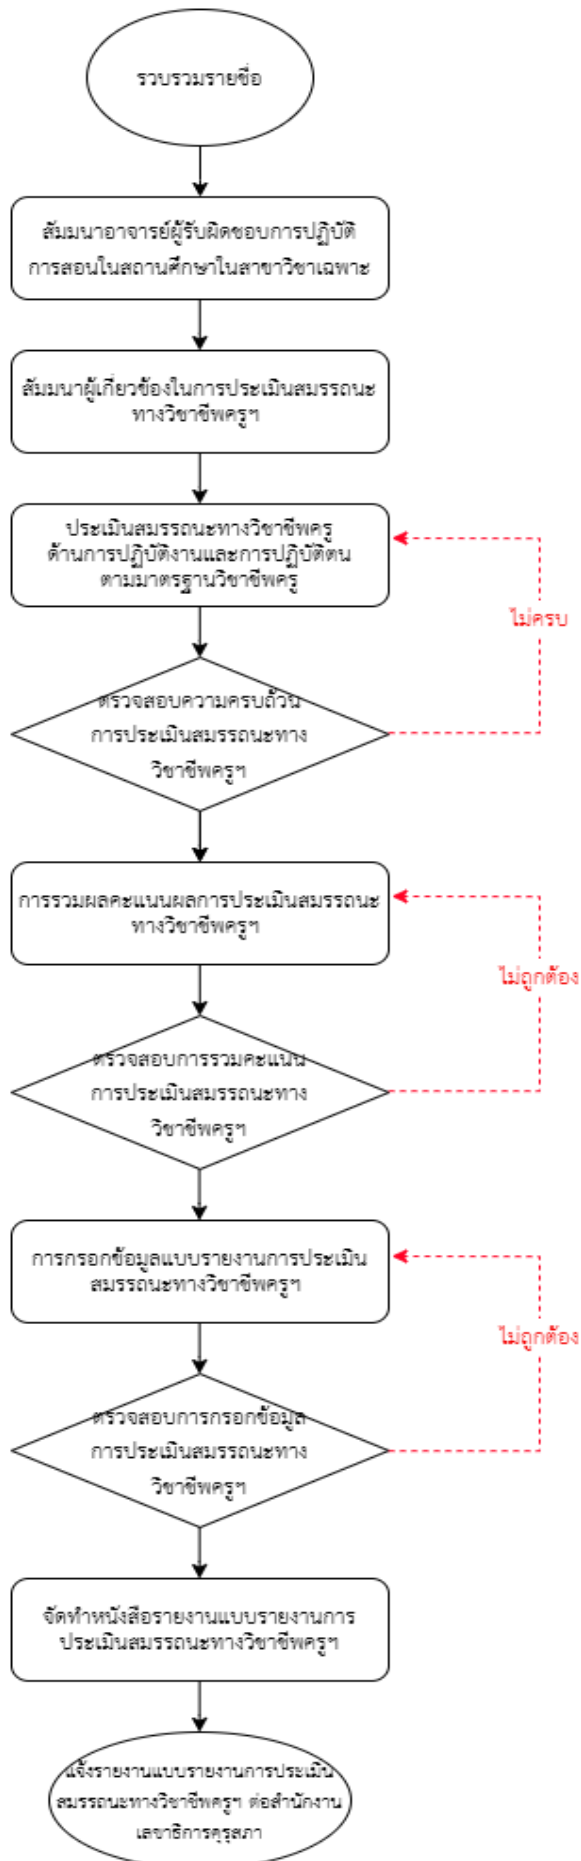 รวบรวมรายชื่อ
สัมมนาอาจารย์ผู้รับผิดชอบการปฏิบัติ
การสอนในสถานศึกษาในสาขาวิชาเฉพาะ
สัมมนาผู้เกี่ยวข้องในการประเมินสมรรถนะ
ทางวิชาชีพครูฯ
ประเมินสมรรถนะทางวิชาชีพครู
ด้านการปฏิบัติงานและการปฏิบัติตน
ตามมาตรฐานวิชาชีพครู
ไม่ครบ
ตรวจสอบความครบถ้วน
การประเมินสมรรถนะทาง
วิชาชีพครูฯ
การรวมผลคะแนนผลการประเมินสมรรถนะ
ทางวิชาชีพครูฯ
ไม่ถูกต้อง
ตรวจสอบการรวมคะแนน
การประเมินสมรรถนะทาง
วิชาชีพครูฯ
การกรอกข้อมูลแบบรายงานการประเมิน
สมรรถนะทางวิชาชีพครูฯ
ไม่ถูกต้อง
ตรวจสอบการกรอกข้อมูล
การประเมินสมรรถนะทาง
วิชาชีพครูฯ
จัดทำหนังสือรายงานแบบรายงานการ
ประเมินสมรรถนะทางวิชาชีพครูฯ
แจ้งรายงานแบบรายงานการประเมิน
สมรรถนะทางวิชาชีพครูฯ ต่อสำนักงาน
เลขาธิการคุรุสภา